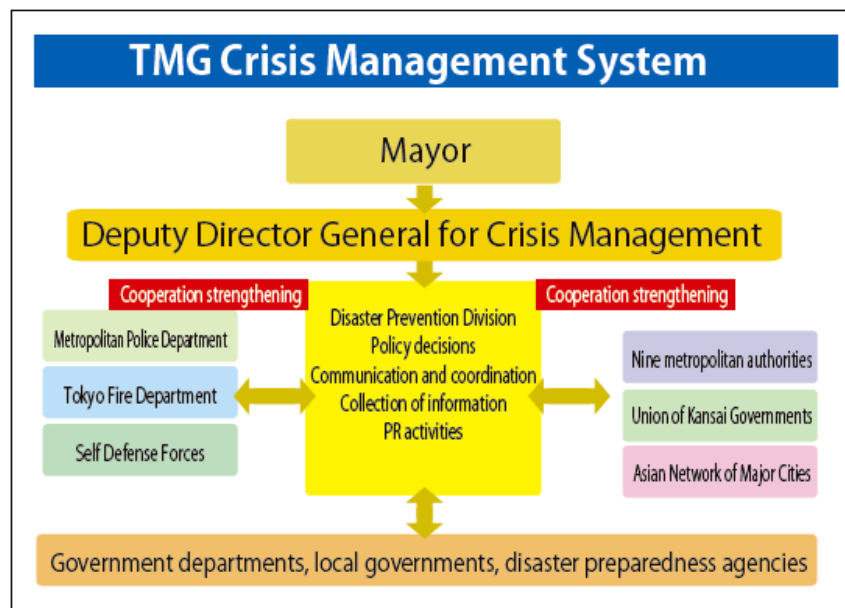 TMG Crisis Management System
Mayor
Deputy Director General for Crisis Management
Cooperation strengthening
Metropolitan Police Department
Tokyo Fire Department
Self Defense Forces
Disaster Prevention Division
Policy decisions
Communication and coordination
Collection of information
PR activities
Cooperation strengthening
Nine metropolitan authorities
Union of Kansai Governments
Asian Network of Major Cities
Government departments, local governments, disaster preparedness agencies